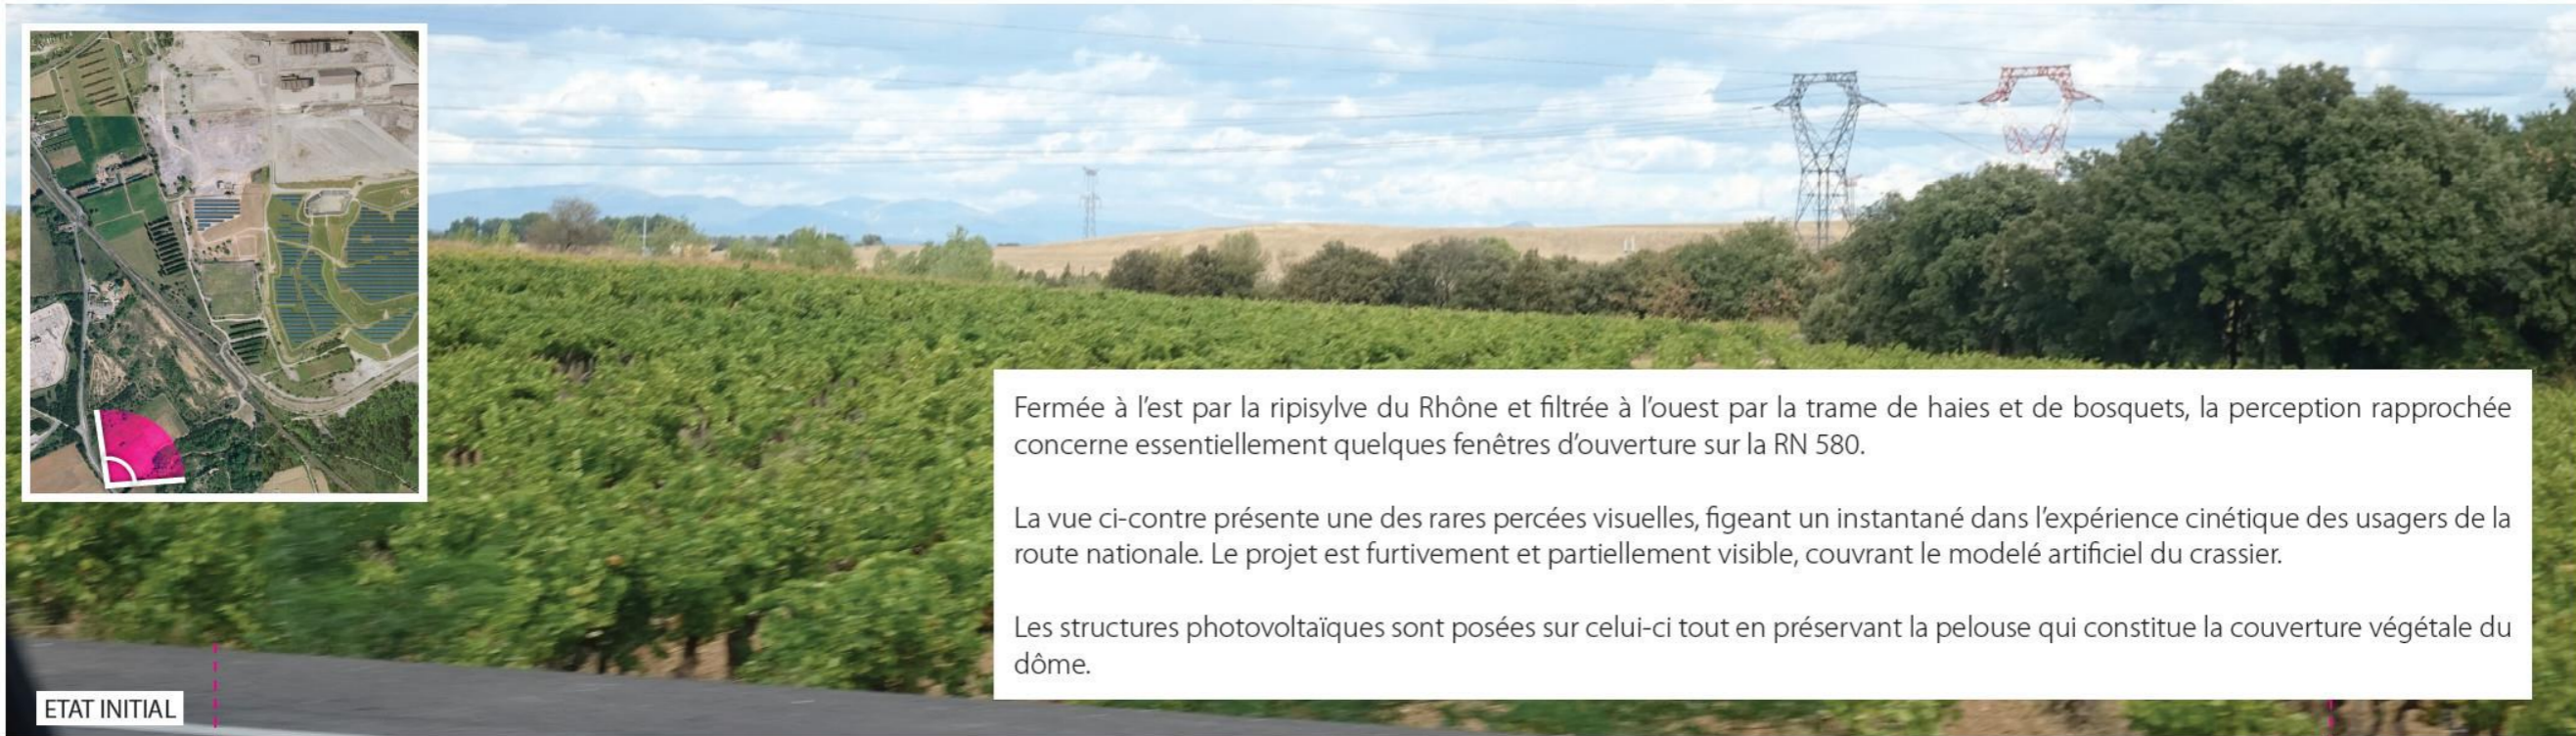 Fermée à l’est par la ripisylve du Rhône et filtrée à l’ouest par la trame de haies et de bosquets, la perception rapprochée
concerne essentiellement quelques fenêtres d’ouverture sur la RN 580.
La vue ci-contre présente une des rares percées visuelles, figeant un instantané dans l’expérience cinétique des usagers de la
route nationale. Le projet est furtivement et partiellement visible, couvrant le modelé artificiel du crassier.
Les structures photovoltaïques sont posées sur celui-ci tout en préservant la pelouse qui constitue la couverture végétale du
dôme.
ETAT INITIAL